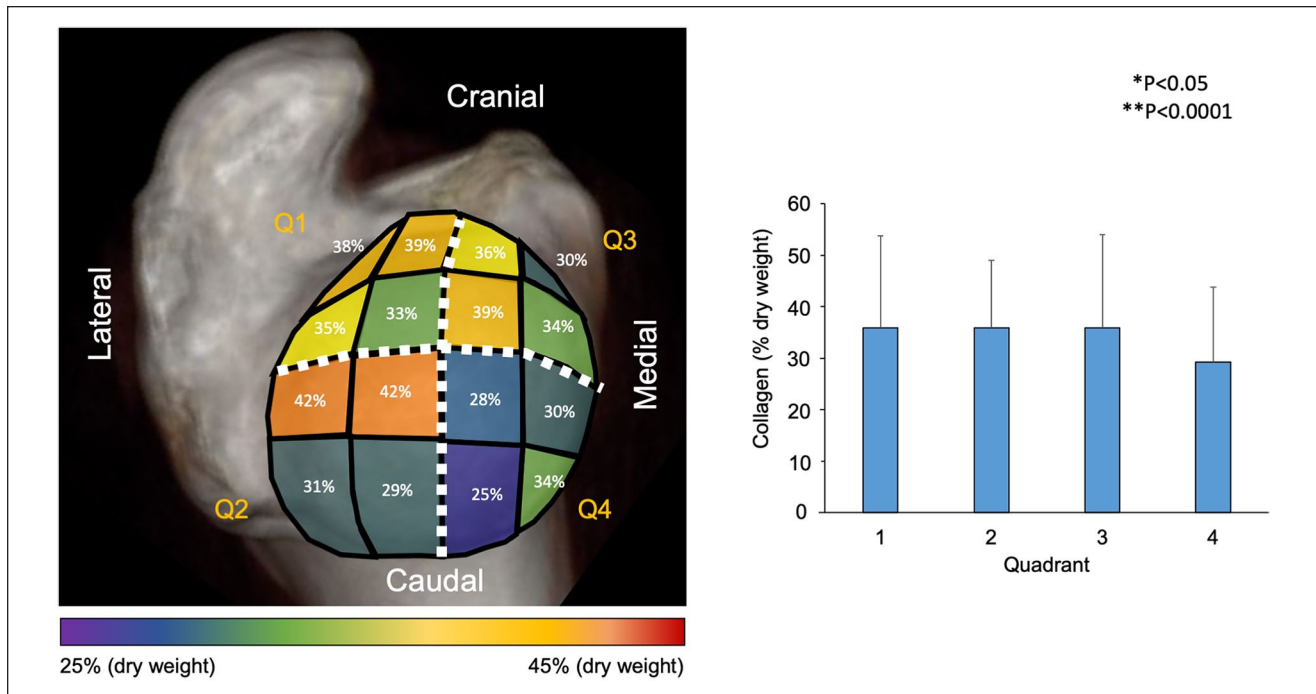 Cranial
Lateral
Medial
Caudal
Q1
Q3
Q2
Q4
38%
39%
36%
30%
35%
33%
39%
34%
42%
42%
28%
30%
31%
29%
25%
34%
25% (dry weight)
45% (dry weight)
*P<0.05
**P<0.0001
Collagen (% dry weight)
60
50
40
30
20
10
0
1
2
3
4
Quadrant